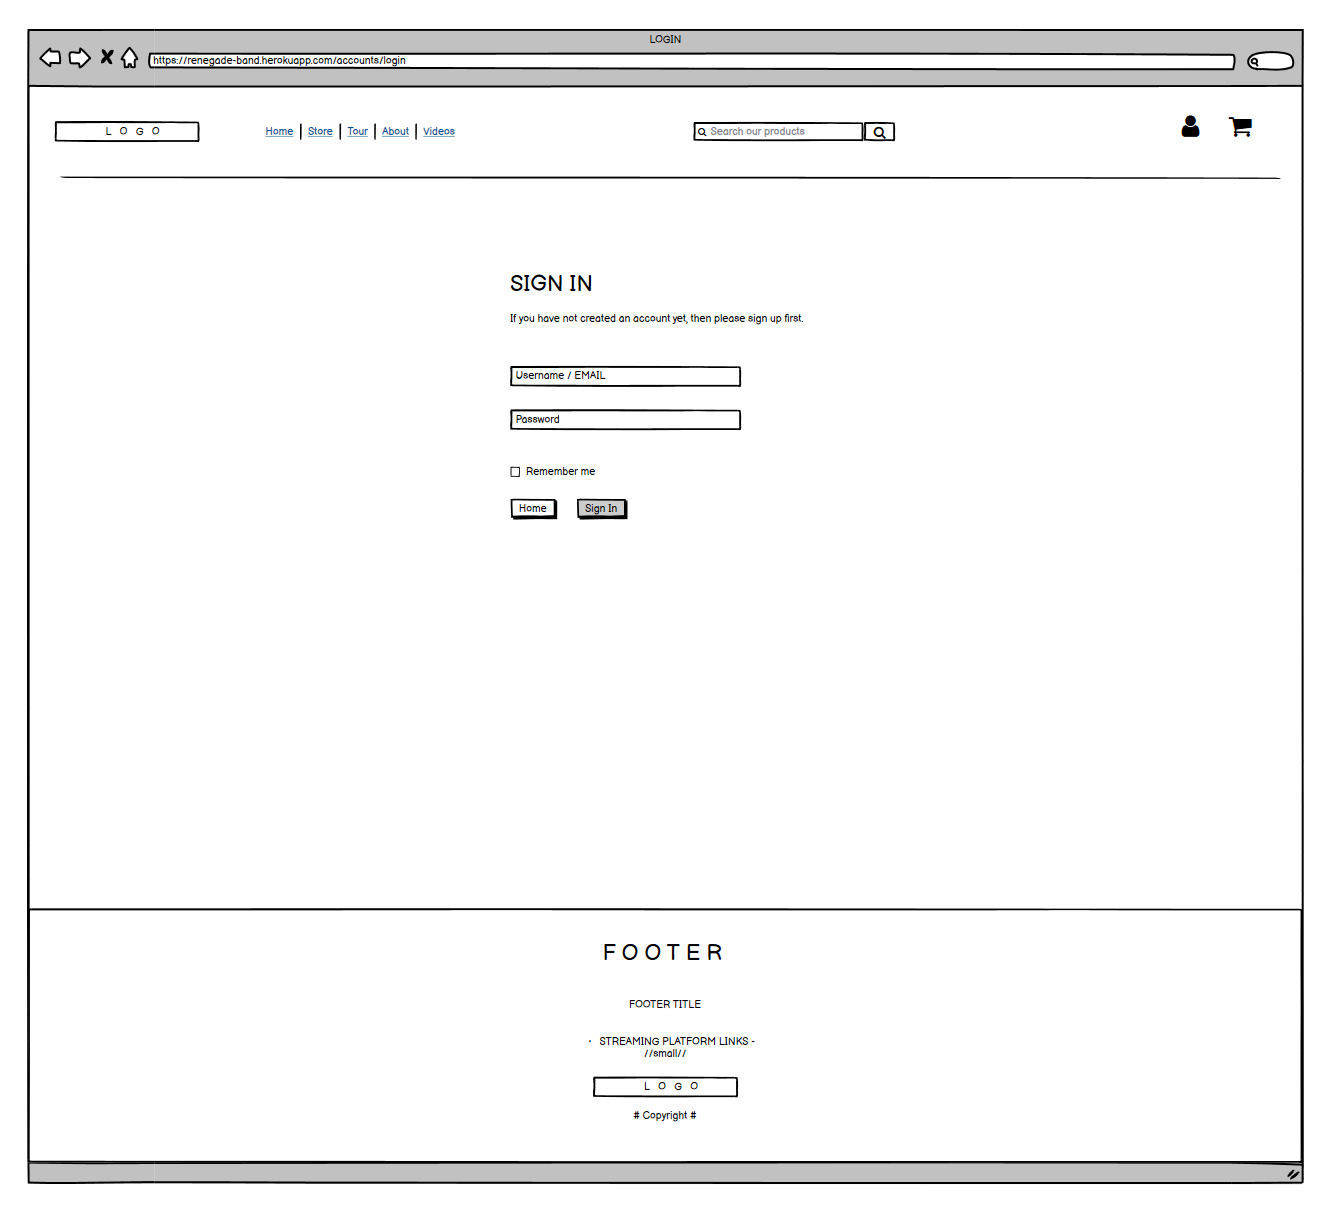 LOGIN
https://renegade-band.herokuapp.com/accounts/login
L O G O
Home | Store | Tour | About | Videos
Search our products
SIGN IN
If you have not created an account yet, then please sign up first.
Username / EMAIL
Password
Remember me
Home
Sign In
F O O T E R
FOOTER TITLE
· STREAMING PLATFORM LINKS -
//small//
L O G O
# Copyright #